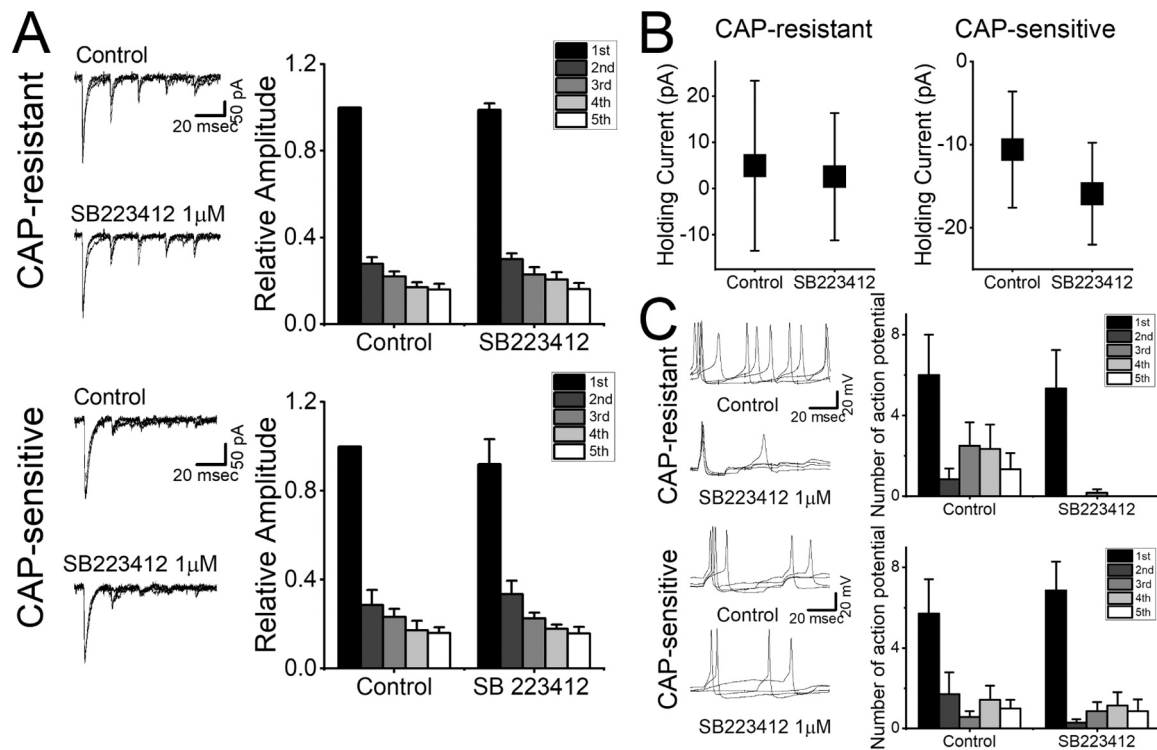 A
CAP-resistant
Control
20 msec
50 pA
SB223412 1µM
Relative Amplitude
1.2
1.0
0.4
0.0
1st
2nd
3rd
4th
5th
Control
SB223412
CAP-sensitive
Control
20 msec
50 pA
SB223412 1µM
Relative Amplitude
1.2
1.0
0.4
0.0
1st
2nd
3rd
4th
5th
Control
SB 223412
B
CAP-resistant
Holding Current (pA)
20
10
0
-10
Control
SB223412
CAP-sensitive
Holding Current (pA)
0
-10
-20
Control
SB223412
C
CAP-resistant
Control
20 msec
20 mV
SB223412 1µM
Number of action potential
8
4
0
1st
2nd
3rd
4th
5th
Control
SB223412
CAP-sensitive
Control
20 msec
20 mV
SB223412 1µM
Number of action potential
8
4
0
1st
2nd
3rd
4th
5th
Control
SB223412